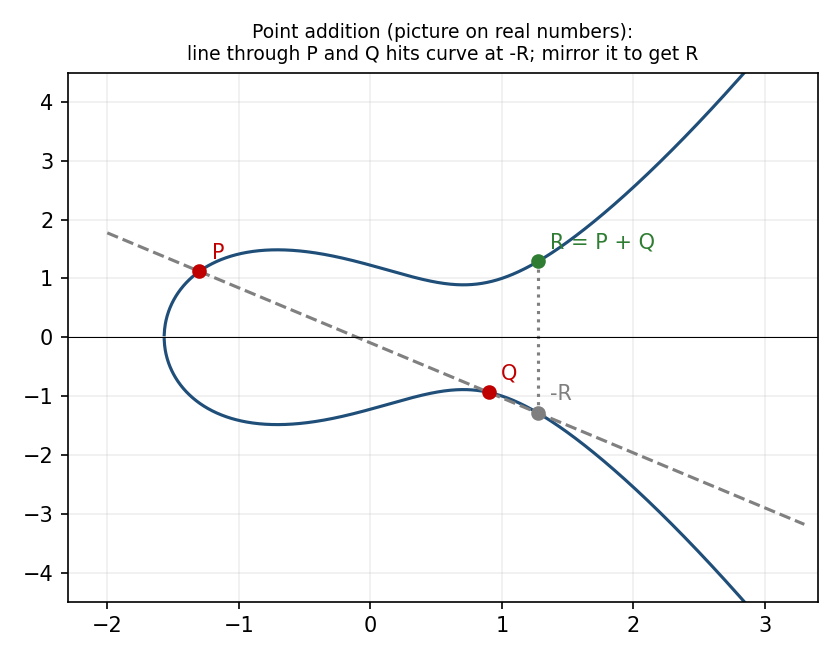 Point addition (picture on real numbers):
line through P and Q hits curve at -R; mirror it to get R
4
3
2
1
0
−1
−2
−3
−4
P
R = P + Q
Q
-R
−2
−1
0
1
2
3